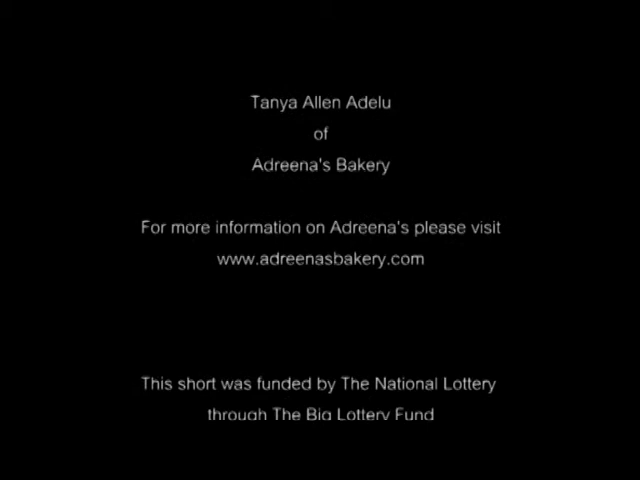 Tanya Allen Adelu
of
Adreena's Bakery
For more information on Adreena's please visit
www.adreenasbakery.com
This short was funded by The National Lottery
through The Big Lottery Fund